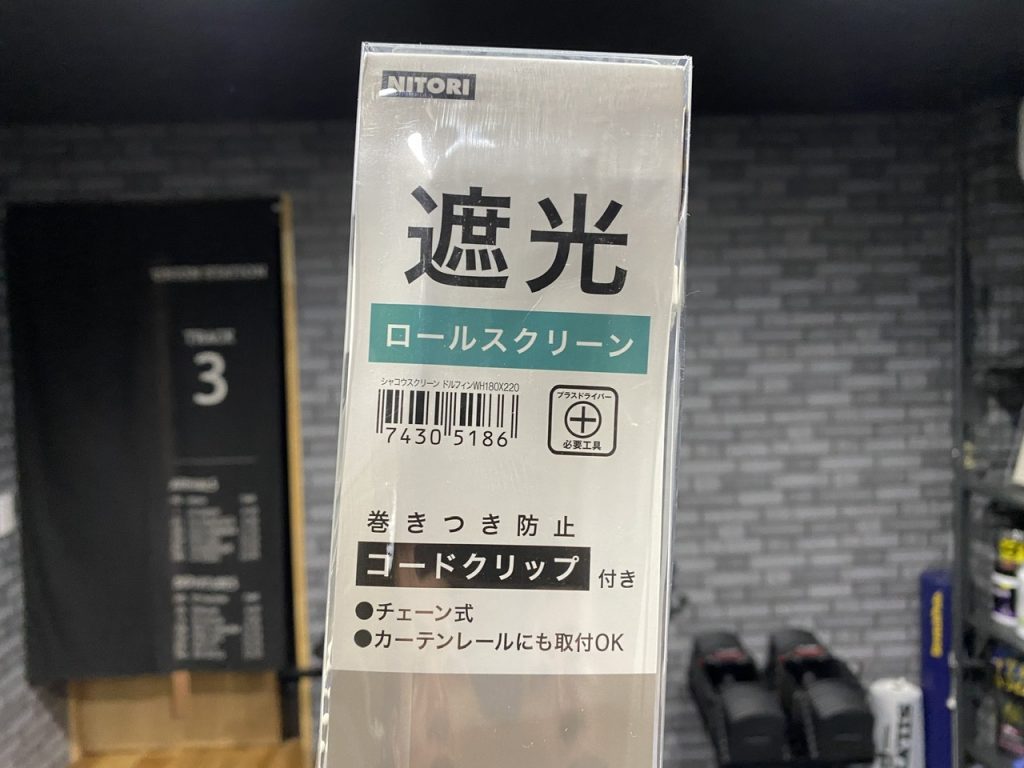 NITORI
遮光
ロールスクリーン
シャコウスクリーン ドルフィンWH180X220
7430 5186
プラスドライバー
必要工具
巻きつき防止
コードクリップ 付き
●チェーン式
●カーテンレールにも取付OK
TRACK
3